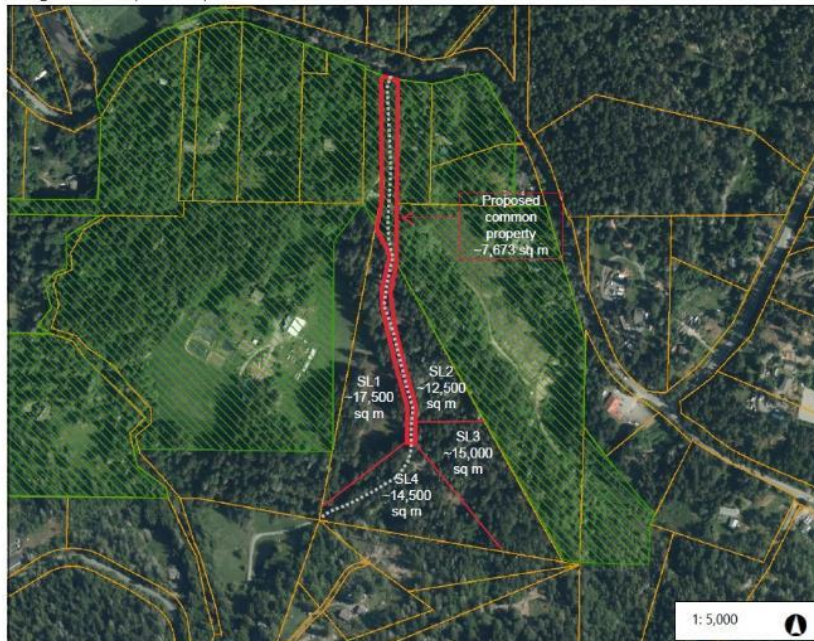 Proposed
common
property
~7,673 sq m
SL1
~17,500
sq m
SL2
~12,500
sq m
SL3
~15,000
sq m
SL4
~14,500
sq m
1: 5,000